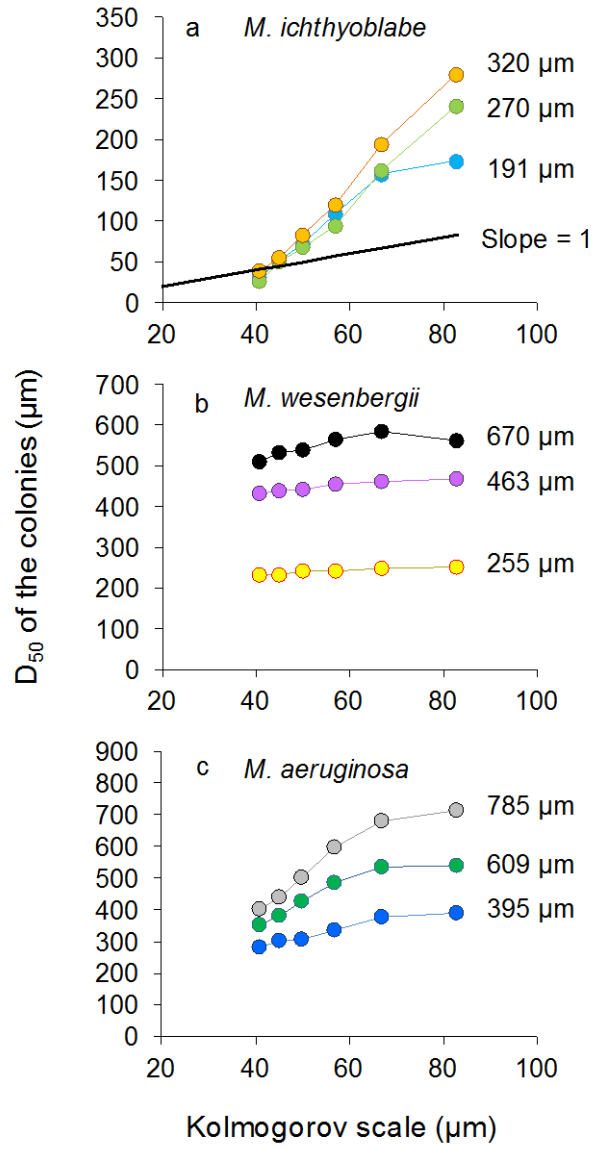 350
a M. ichthyoblabe
300
320 µm
250
270 µm
200
191 µm
150
100
Slope = 1
50
0
20 40 60 80 100
D50 of the colonies (µm)
700
b M. wesenbergii
600
670 µm
500
463 µm
400
300
255 µm
200
100
0
20 40 60 80 100
900
c M. aeruginosa
800
785 µm
700
600
609 µm
500
400
395 µm
300
200
100
0
20 40 60 80 100
Kolmogorov scale (µm)